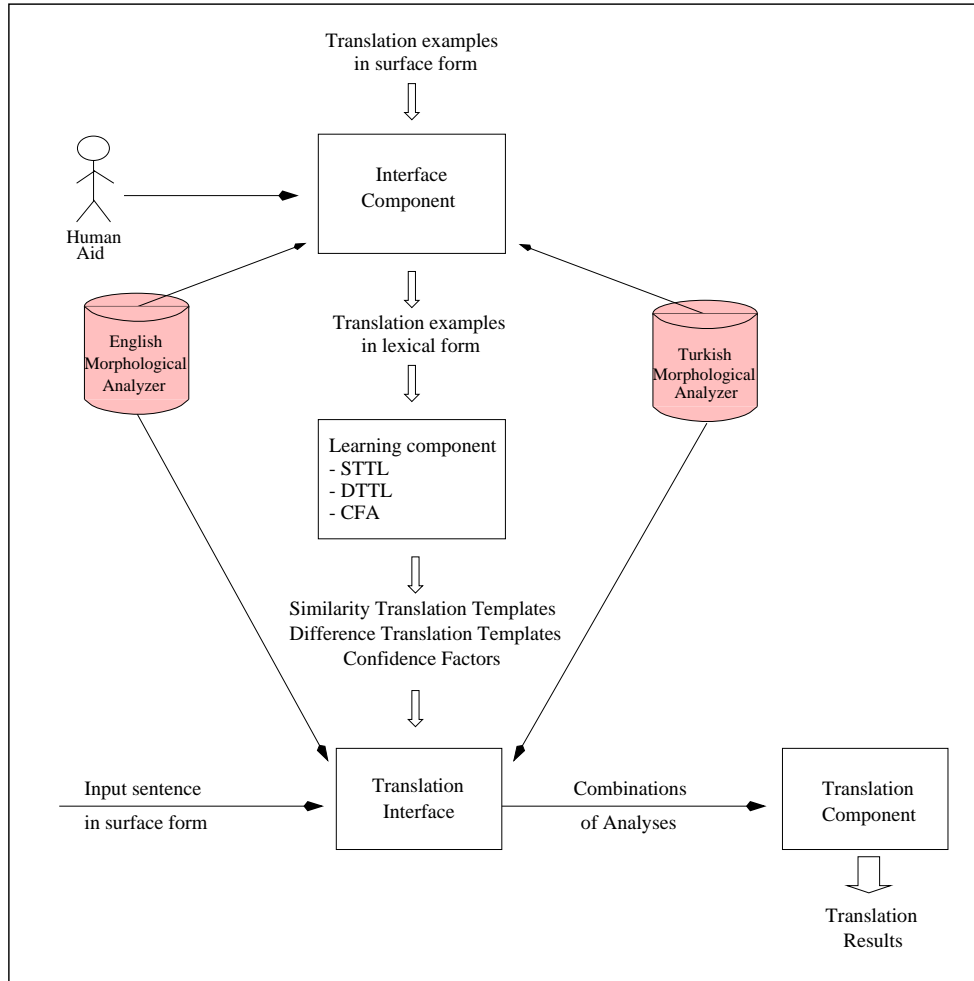 Translation examples
in surface form
Interface
Component
Human
Aid
English
Morphological
Analyzer
Translation examples
in lexical form
Turkish
Morphological
Analyzer
Learning component
- STTL
- DTTL
- CFA
Similarity Translation Templates
Difference Translation Templates
Confidence Factors
Input sentence
in surface form
Translation
Interface
Combinations
of Analyses
Translation
Component
Translation
Results